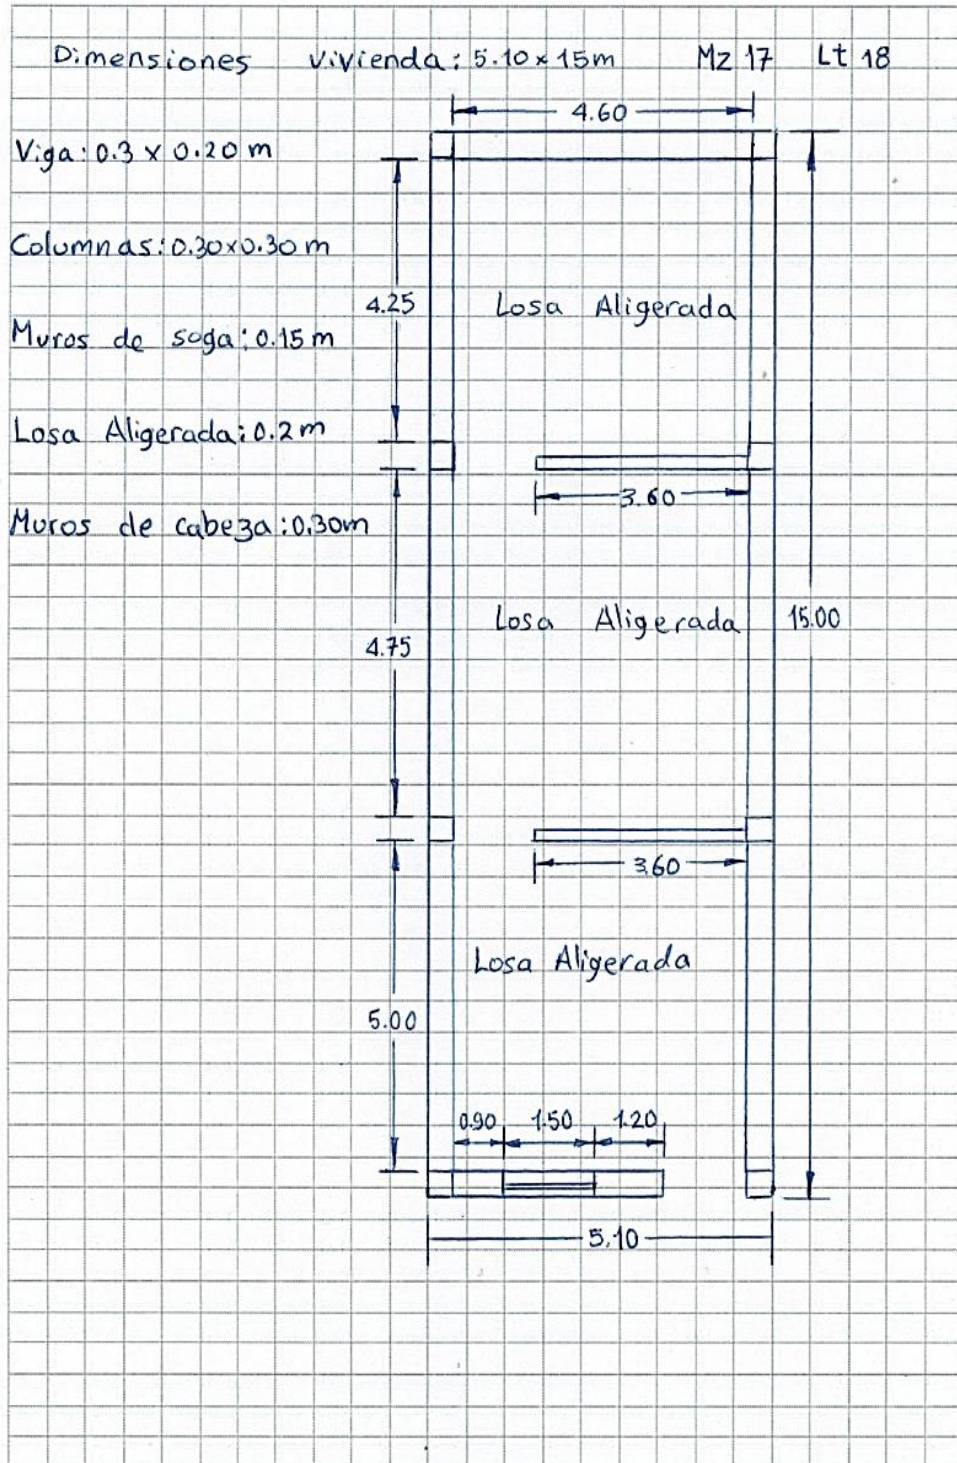 Dimensiones vivienda: 5.10 x 15m Mz 17 Lt 18
4.60
Viga: 0.3 x 0.20 m
Columnas: 0.30x0.30 m
4.25
Losa Aligerada
Muros de soga: 0.15 m
Losa Aligerada: 0.2 m
3.60
Muros de cabeza: 0.30m
Losa Aligerada
15.00
4.75
3.60
Losa Aligerada
5.00
0.90 1.50 1.20
5.10